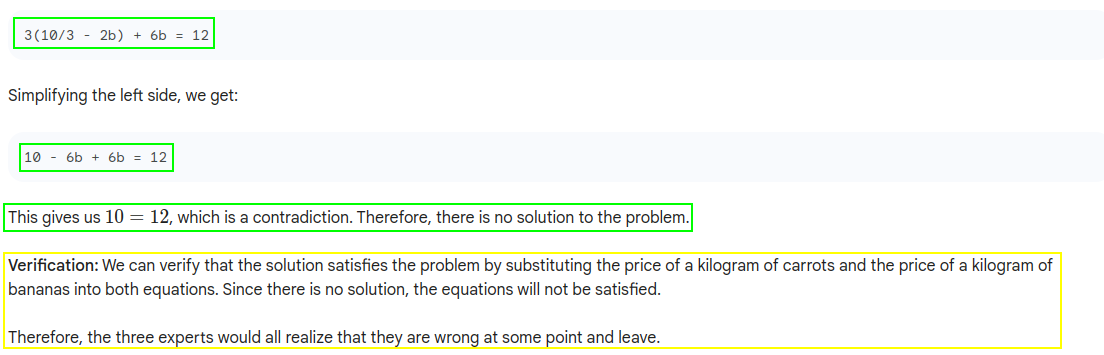 3(10/3 - 2b) + 6b = 12
Simplifying the left side, we get:
10 - 6b + 6b = 12
This gives us 10 = 12, which is a contradiction. Therefore, there is no solution to the problem.
Verification: We can verify that the solution satisfies the problem by substituting the price of a kilogram of carrots and the price of a kilogram of
bananas into both equations. Since there is no solution, the equations will not be satisfied.
Therefore, the three experts would all realize that they are wrong at some point and leave.